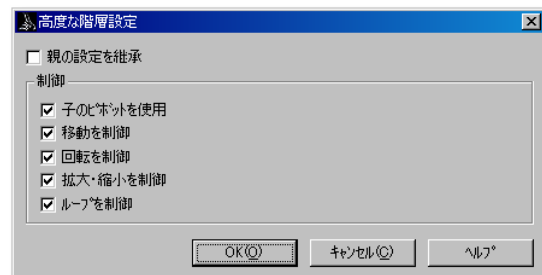 高度な階層設定
親の設定を継承
制御
子のﾋﾟﾎﾞｯﾄを使用
移動を制御
回転を制御
拡大・縮小を制御
ﾙｰﾌﾟを制御
OK(O) ｷｬﾝｾﾙ(C) ﾍﾙﾌﾟ